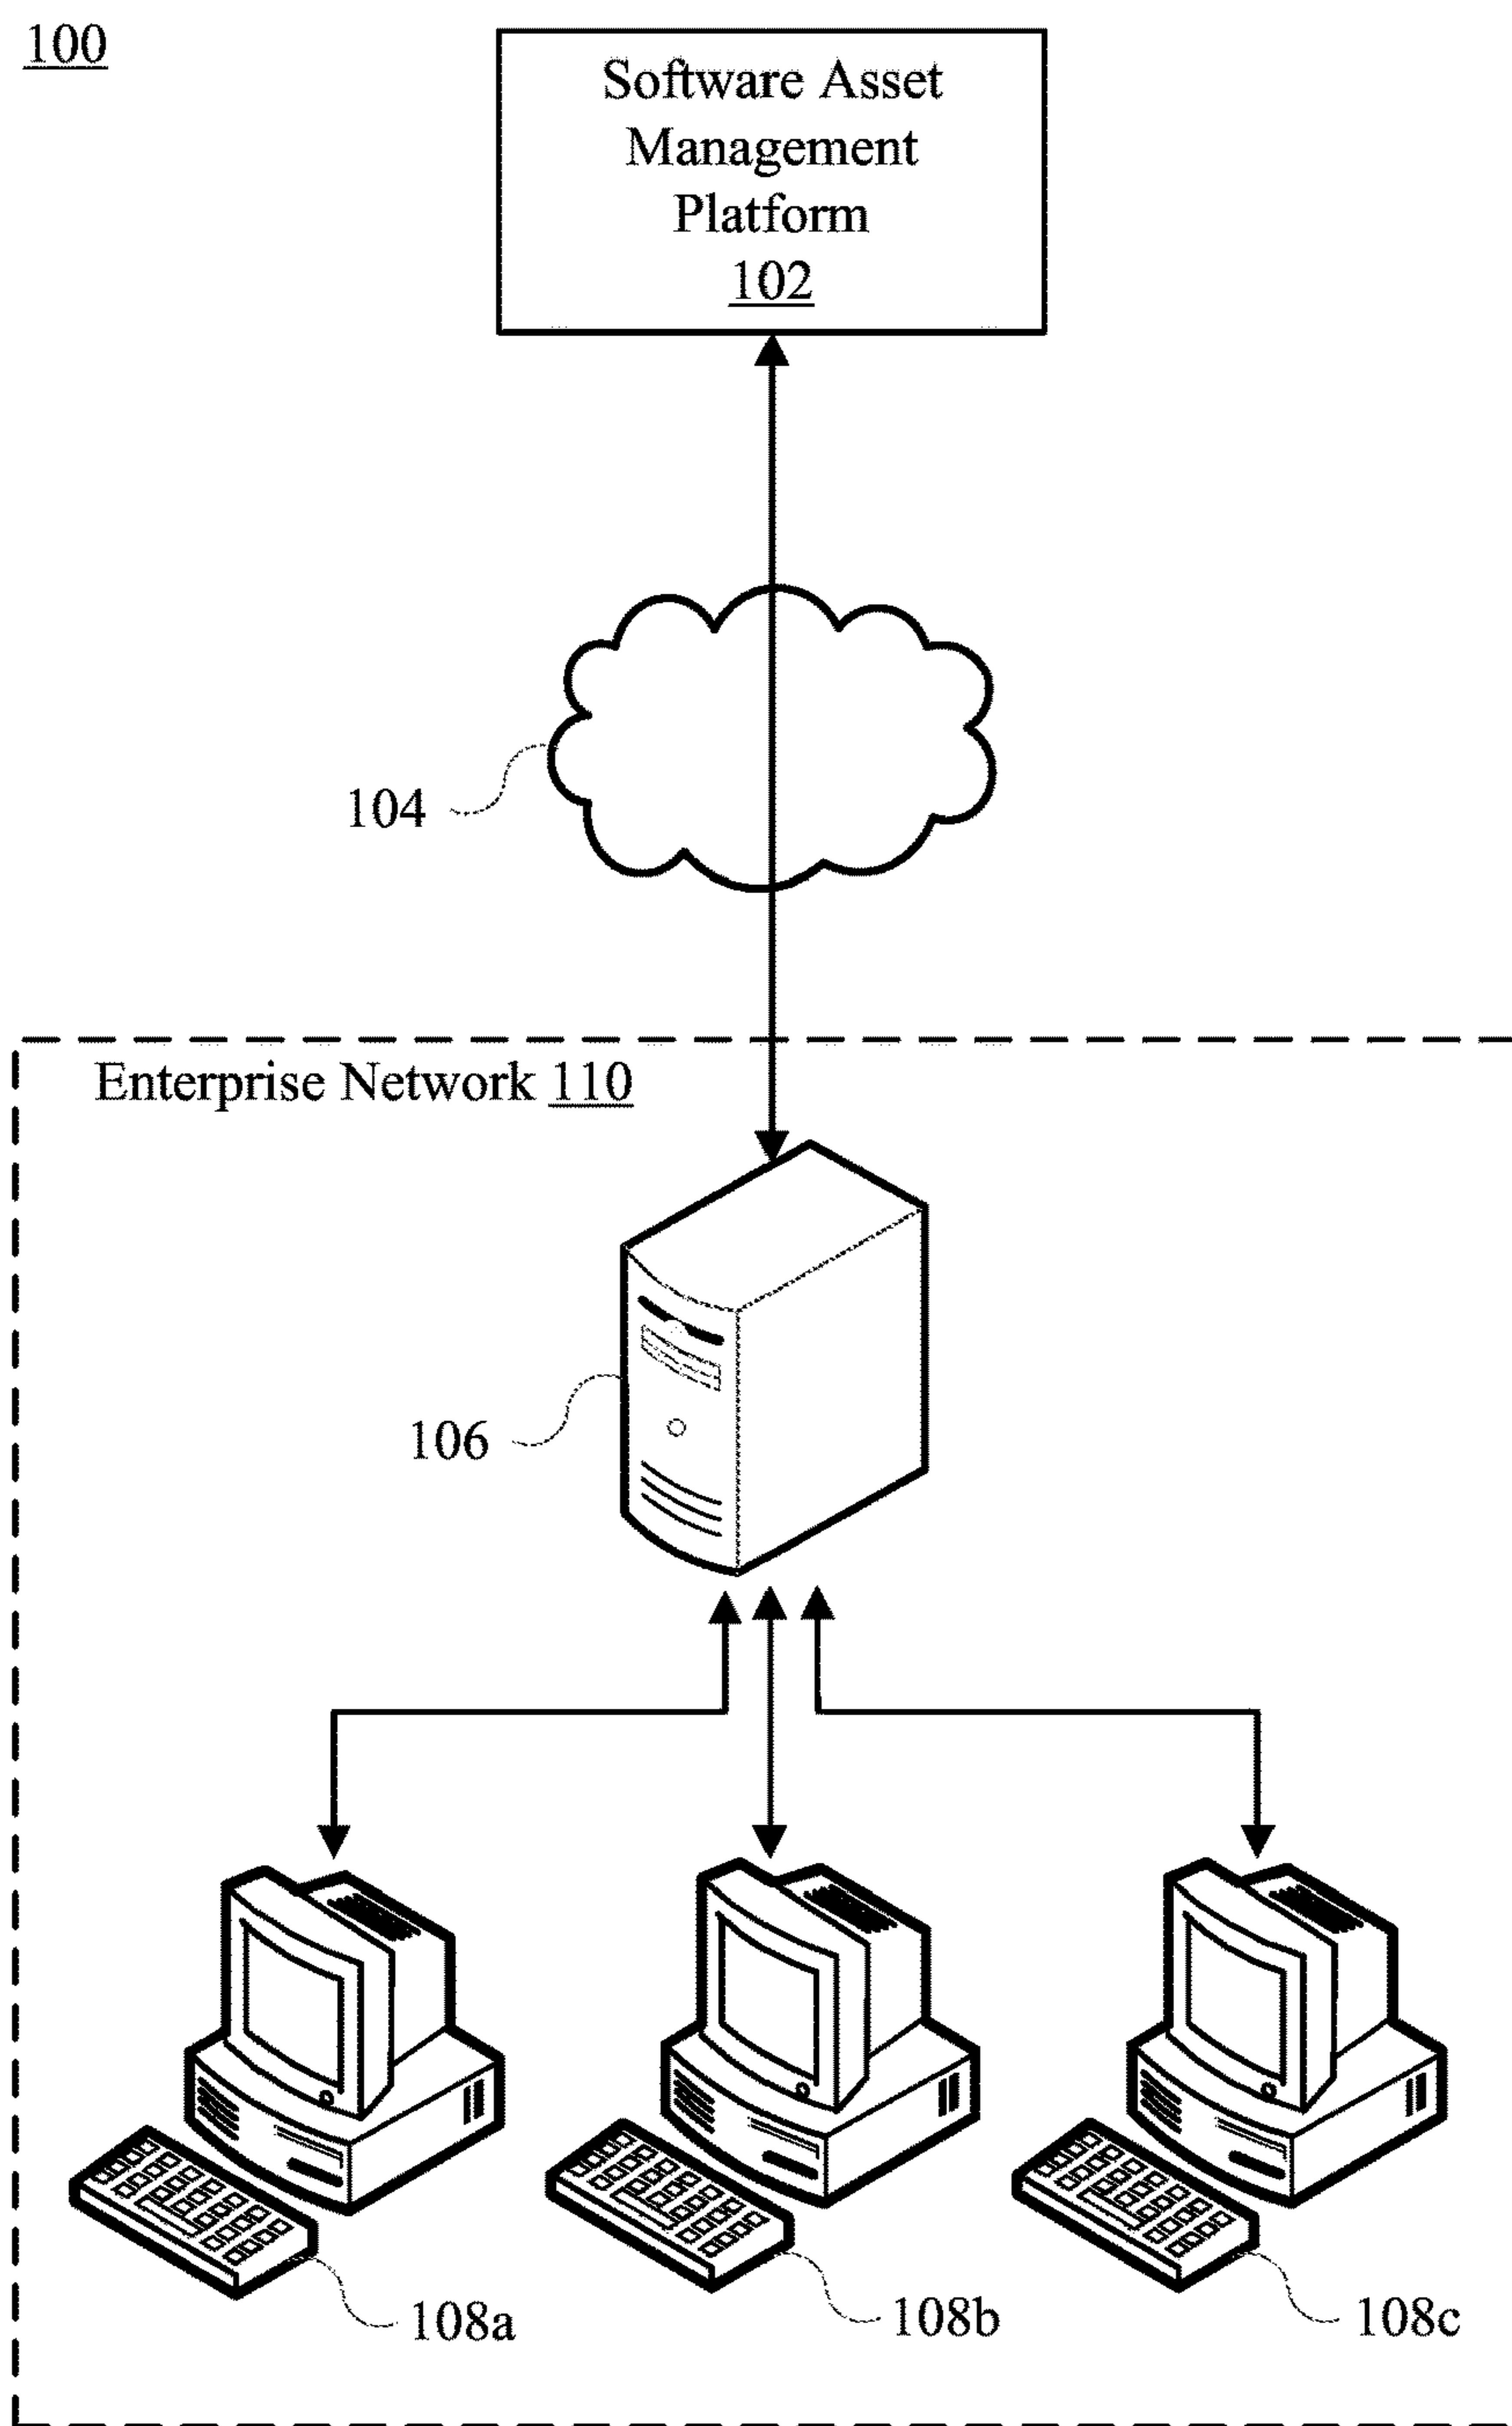 100
Software Asset
Management
Platform
102
104
Enterprise Network 110
106
108a
108b
108c